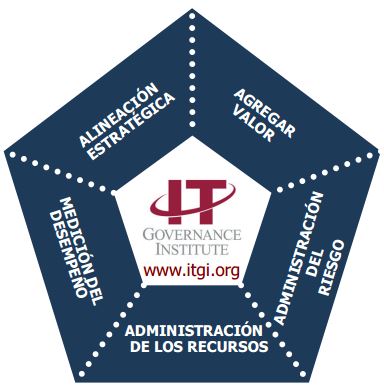 ALINEACIÓN
ESTRATÉGICA
AGREGAR
VALOR
MEDICIÓN DEL
DESEMPEÑO
IT
GOVERNANCE
INSTITUTE
www.itgi.org
ADMINISTRACIÓN
DEL
RIESGO
ADMINISTRACIÓN
DE LOS RECURSOS